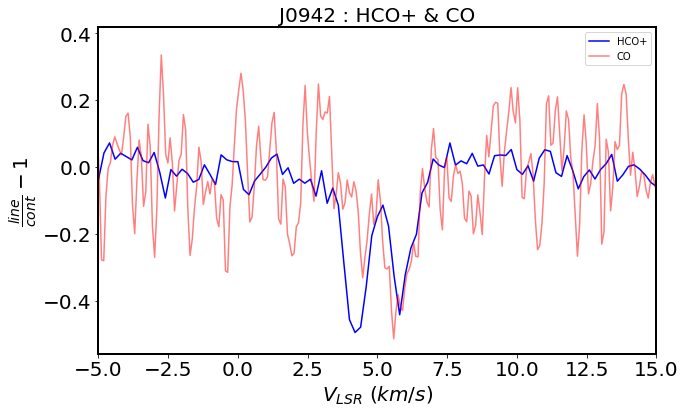 J0942 : HCO+ & CO
HCO+
CO
0.4
0.2
0.0
−0.2
−0.4
line/cont − 1
−5.0 −2.5 0.0 2.5 5.0 7.5 10.0 12.5 15.0
V_LSR (km/s)